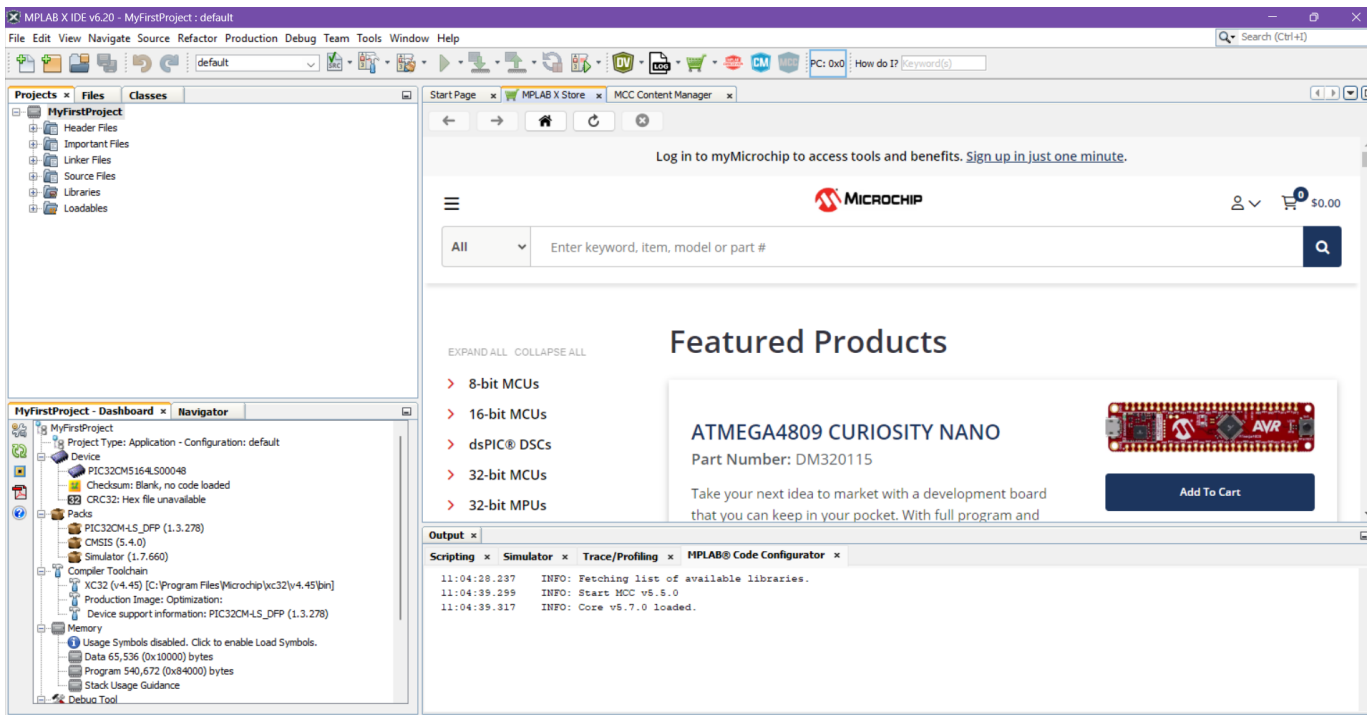 MPLAB X IDE v6.20 - MyFirstProject : default
File Edit View Navigate Source Refactor Production Debug Team Tools Window Help
Search (Ctrl+I)
default
PC: 0x0
How do I?
Keyword(s)
Projects
Files
Classes
MyFirstProject
Header Files
Important Files
Linker Files
Source Files
Libraries
Loadables
MyFirstProject - Dashboard
Navigator
MyFirstProject
Project Type: Application - Configuration: default
Device
PIC32CM5164LS00048
Checksum: Blank, no code loaded
CRC32: Hex file unavailable
Packs
PIC32CM-LS_DFP (1.3.278)
CMSIS (5.4.0)
Simulator (1.7.660)
Compiler Toolchain
XC32 (v4.45) [C:\Program Files\Microchip\xc32\v4.45\bin]
Production Image: Optimization:
Device support information: PIC32CM-LS_DFP (1.3.278)
Memory
Usage Symbols disabled. Click to enable Load Symbols.
Data 65,536 (0x10000) bytes
Program 540,672 (0x84000) bytes
Stack Usage Guidance
Debug Tool
Start Page
MPLAB X Store
MCC Content Manager
Log in to myMicrochip to access tools and benefits. Sign up in just one minute.
MICROCHIP
0
$0.00
All
Enter keyword, item, model or part #
EXPAND ALL COLLAPSE ALL
8-bit MCUs
16-bit MCUs
dsPIC® DSCs
32-bit MCUs
32-bit MPUs
Featured Products
ATMEGA4809 CURIOSITY NANO
Part Number: DM320115
Take your next idea to market with a development board
that you can keep in your pocket. With full program and
AVR
Add To Cart
Output
Scripting
Simulator
Trace/Profiling
MPLAB® Code Configurator
11:04:28.237 INFO: Fetching list of available libraries.
11:04:39.299 INFO: Start MCC v5.5.0
11:04:39.317 INFO: Core v5.7.0 loaded.